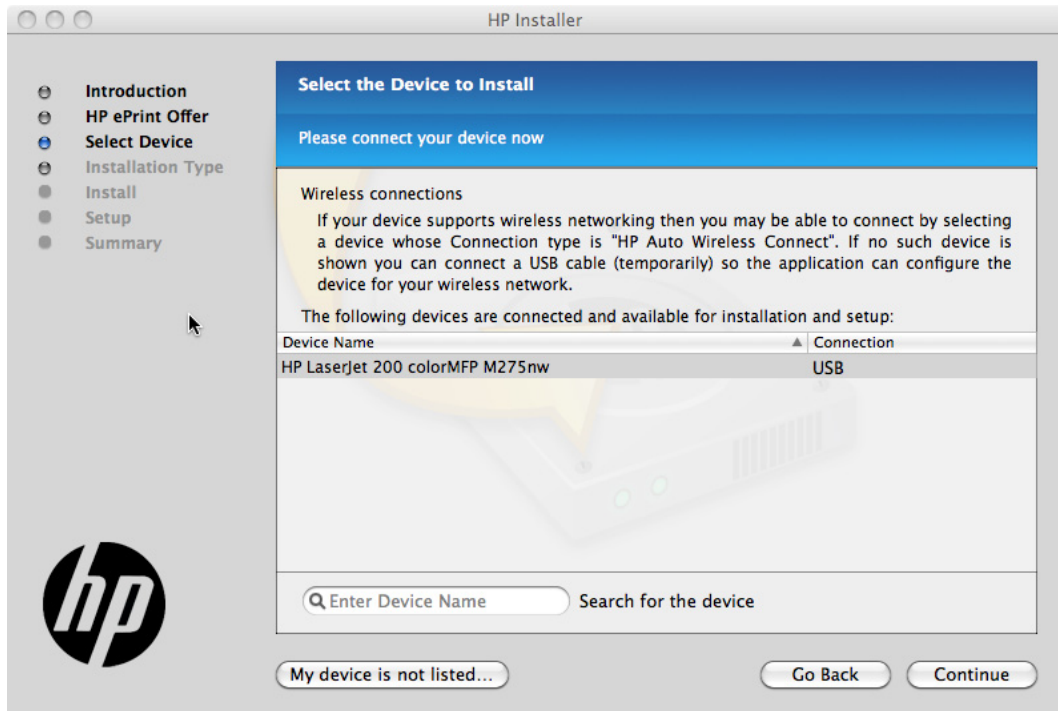 HP Installer
Introduction
HP ePrint Offer
Select Device
Installation Type
Install
Setup
Summary
hp
Select the Device to Install
Please connect your device now
Wireless connections
If your device supports wireless networking then you may be able to connect by selecting
a device whose Connection type is "HP Auto Wireless Connect". If no such device is
shown you can connect a USB cable (temporarily) so the application can configure the
device for your wireless network.
The following devices are connected and available for installation and setup:
Device Name Connection
HP LaserJet 200 colorMFP M275nw USB
Enter Device Name Search for the device
My device is not listed... Go Back Continue